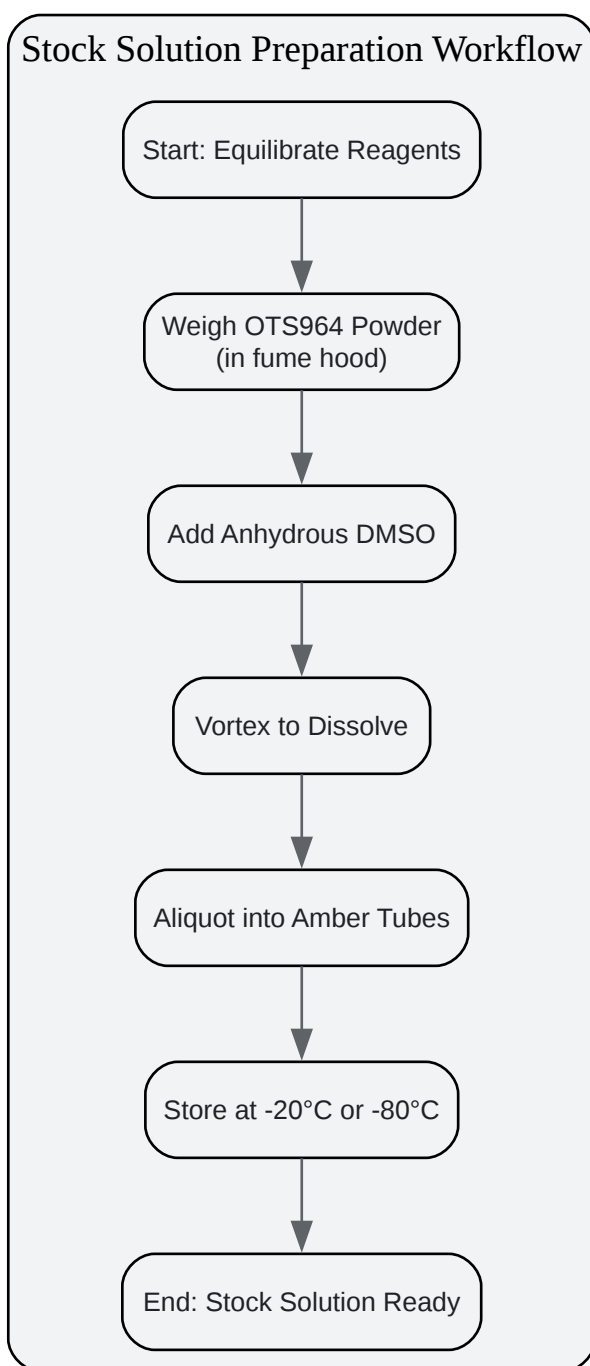 Stock Solution Preparation Workflow
Start: Equilibrate Reagents
Weigh OTS964 Powder
(in fume hood)
Add Anhydrous DMSO
Vortex to Dissolve
Aliquot into Amber Tubes
Store at -20°C or -80°C
End: Stock Solution Ready